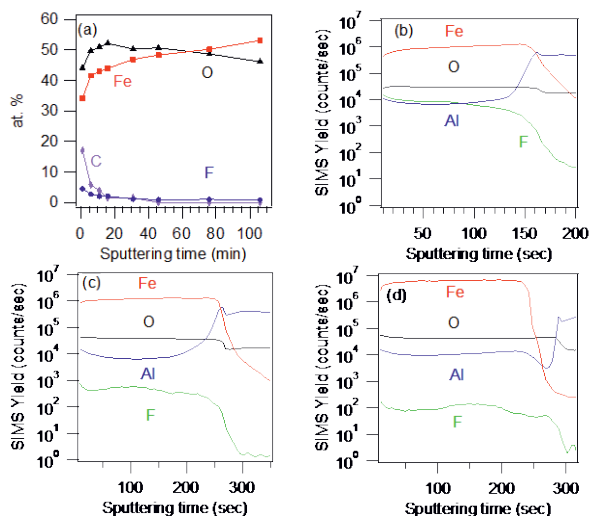 (a)
60
50
40
30
20
10
0
at. %
O
Fe
C
F
0 20 40 60 80 100
Sputtering time (min)
(b)
10⁷
10⁶
10⁵
10⁴
10³
10²
10¹
10⁰
SIMS Yield (counts/sec)
Fe
O
Al
F
50 100 150 200
Sputtering time (sec)
(c)
10⁷
10⁶
10⁵
10⁴
10³
10²
10¹
10⁰
SIMS Yield (counts/sec)
Fe
O
Al
F
100 200 300
Sputtering time (sec)
(d)
10⁷
10⁶
10⁵
10⁴
10³
10²
10¹
10⁰
SIMS Yield (counts/sec)
Fe
O
Al
F
100 200 300
Sputtering time (sec)